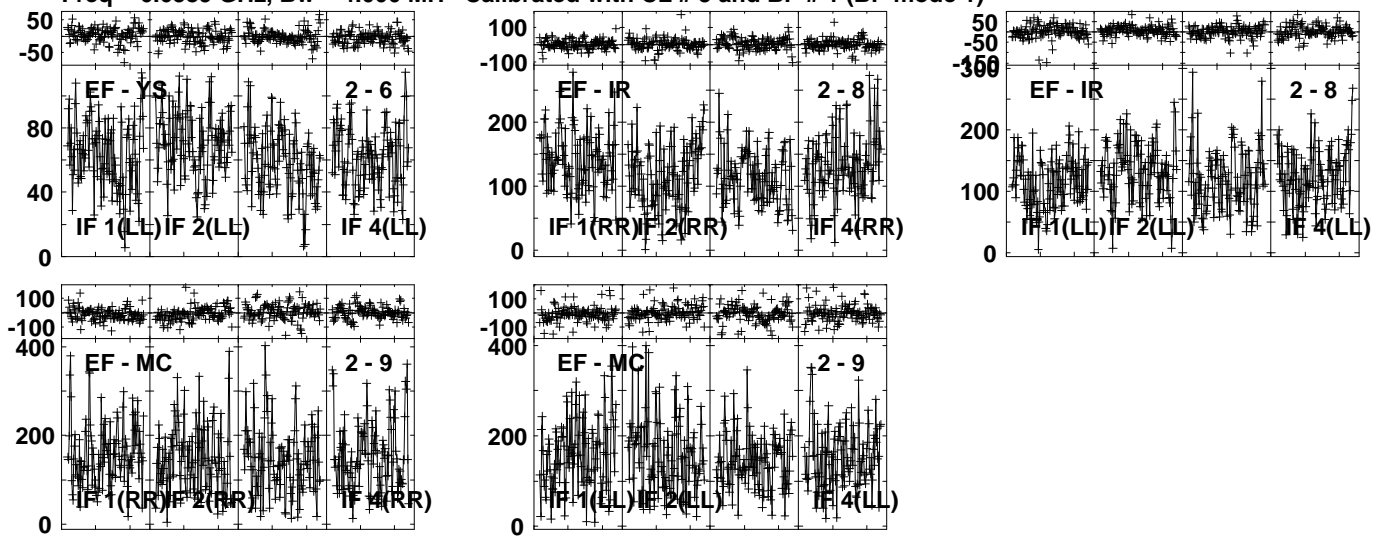 Calibrated with CL # 3 and BP # 1 (BP mode 1)
50
-50
EF - YS 2 - 6
80
40
0
IF 1(LL) IF 2(LL) IF 4(LL)
100
-100
EF - IR 2 - 8
200
100
0
IF 1(RR) IF 2(RR) IF 4(RR)
50
-50
-150
300
EF - IR 2 - 8
200
100
0
IF 1(LL) IF 2(LL) IF 4(LL)
100
-100
400
EF - MC 2 - 9
200
0
IF 1(RR) IF 2(RR) IF 4(RR)
100
-100
400
EF - MC 2 - 9
200
0
IF 1(LL) IF 2(LL) IF 4(LL)